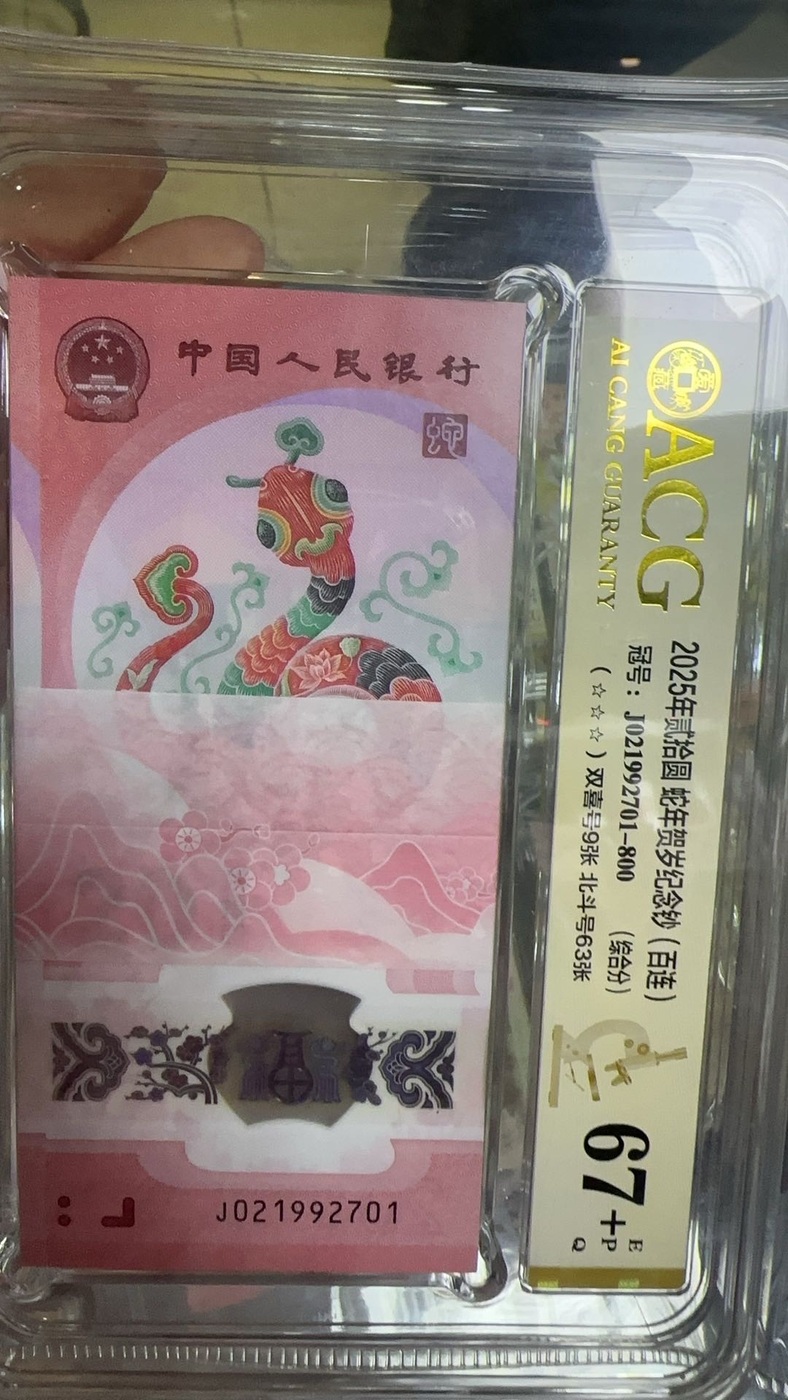 中国人民银行
蛇
J021992701
ACG
AI CANG GUARANTY
2025年贰拾圆 蛇年贺岁纪念钞（百连）
冠号：J021992701-800 （综合分）
（☆☆☆）双喜号9张 北斗号63张
67+
E
P
Q